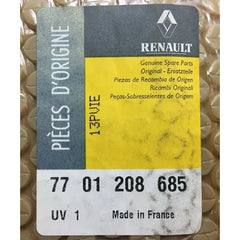 PIÈCES D'ORIGINE
13PVIE
RENAULT
Genuine Spare Parts
Original - Ersatzteile
Piezas de Recambio de Origen
Ricambi Originali
Peças-Sobresselentes de Origem
77 01 208 685
UV 1 Made in France